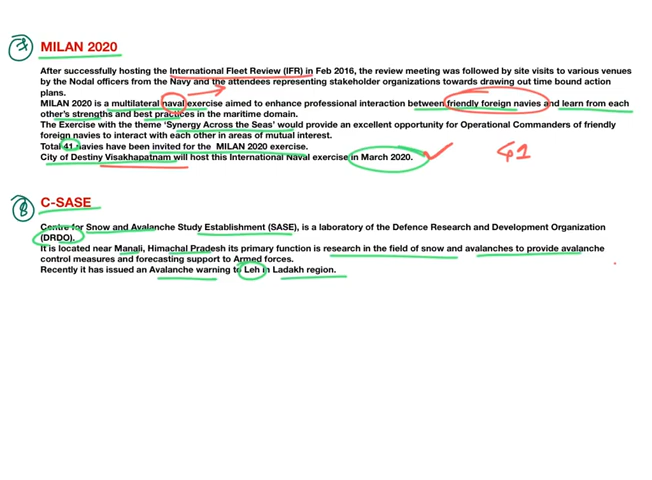 7 MILAN 2020
After successfully hosting the International Fleet Review (IFR) in Feb 2016, the review meeting was followed by site visits to various venues
by the Nodal officers from the Navy and the attendees representing stakeholder organizations towards drawing out time bound action
plans.
MILAN 2020 is a multilateral naval exercise aimed to enhance professional interaction between friendly foreign navies and learn from each
other's strengths and best practices in the maritime domain.
The Exercise with the theme 'Synergy Across the Seas' would provide an excellent opportunity for Operational Commanders of friendly
foreign navies to interact with each other in areas of mutual interest.
Total 41 navies have been invited for the MILAN 2020 exercise.
City of Destiny Visakhapatnam will host this International Naval exercise in March 2020. 41
8 C-SASE
Centre for Snow and Avalanche Study Establishment (SASE), is a laboratory of the Defence Research and Development Organization
(DRDO).
It is located near Manali, Himachal Pradesh its primary function is research in the field of snow and avalanches to provide avalanche
control measures and forecasting support to Armed forces.
Recently it has issued an Avalanche warning to Leh in Ladakh region.